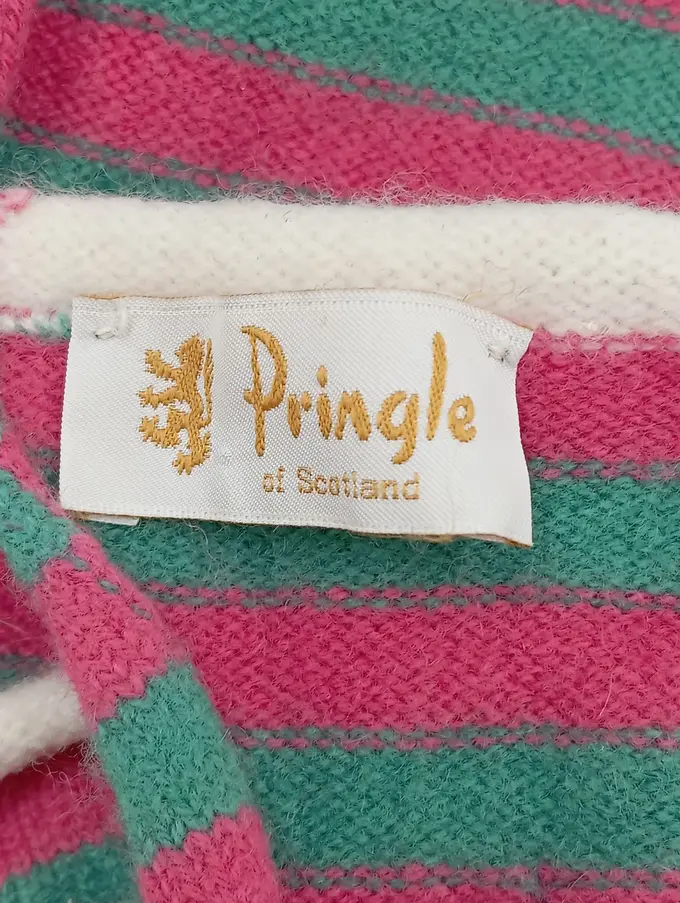 Pringle
of Scotland